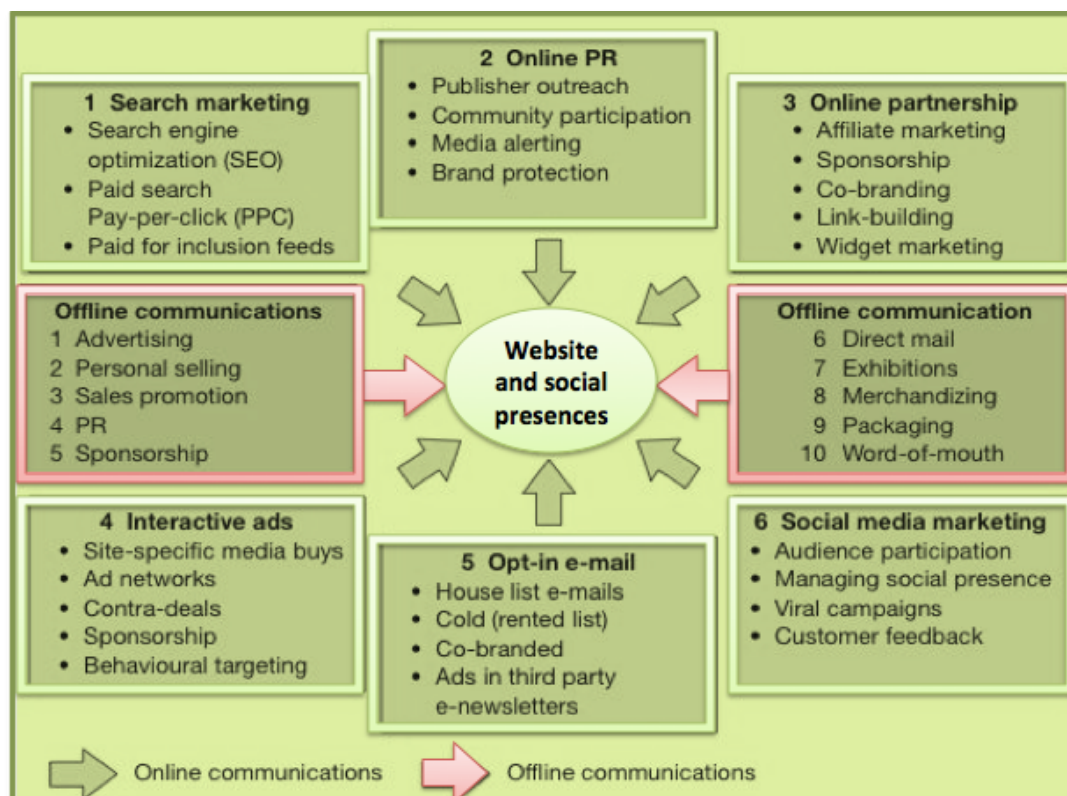 1 Search marketing
• Search engine
optimization (SEO)
• Paid search
Pay-per-click (PPC)
• Paid for inclusion feeds
2 Online PR
• Publisher outreach
• Community participation
• Media alerting
• Brand protection
3 Online partnership
• Affiliate marketing
• Sponsorship
• Co-branding
• Link-building
• Widget marketing
Offline communications
1 Advertising
2 Personal selling
3 Sales promotion
4 PR
5 Sponsorship
Website
and social
presences
Offline communication
6 Direct mail
7 Exhibitions
8 Merchandizing
9 Packaging
10 Word-of-mouth
4 Interactive ads
• Site-specific media buys
• Ad networks
• Contra-deals
• Sponsorship
• Behavioural targeting
5 Opt-in e-mail
• House list e-mails
• Cold (rented list)
• Co-branded
• Ads in third party
e-newsletters
6 Social media marketing
• Audience participation
• Managing social presence
• Viral campaigns
• Customer feedback
Online communications
Offline communications